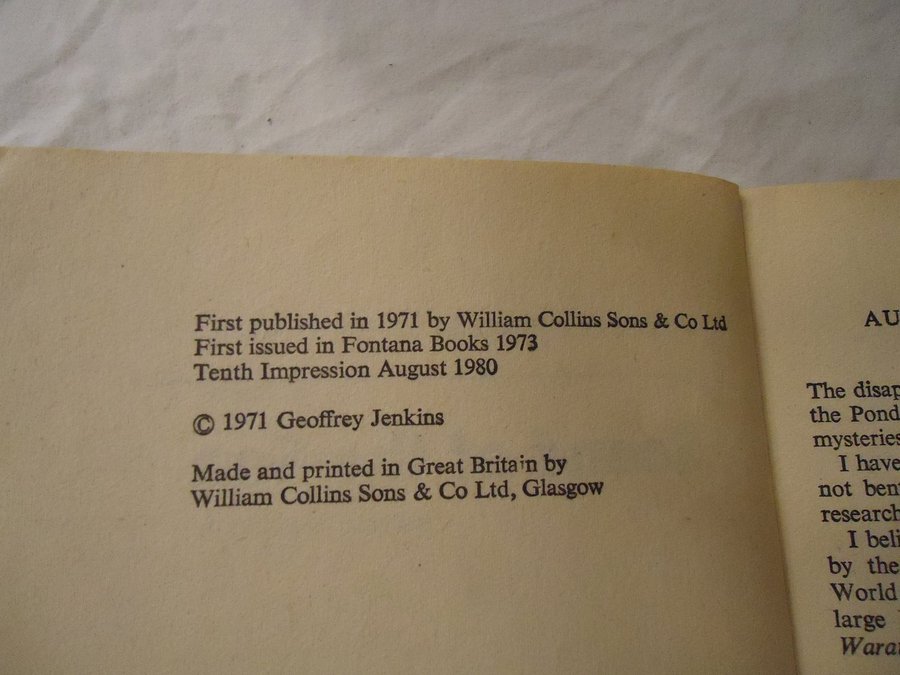 First published in 1971 by William Collins Sons & Co Ltd
First issued in Fontana Books 1973
Tenth Impression August 1980
© 1971 Geoffrey Jenkins
Made and printed in Great Britain by
William Collins Sons & Co Ltd, Glasgow
AU
The disap
the Pond
mysteries
I have
not ben
research
I beli
by the
World
large
Wara